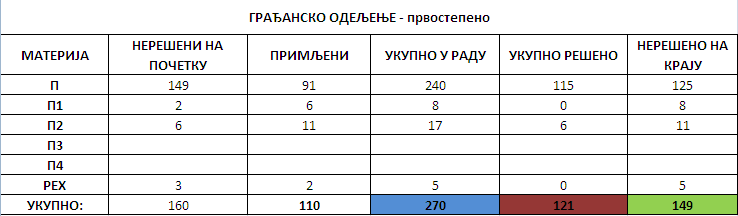 ГРАЂАНСКО ОДЕЉЕЊЕ - првостепено
МАТЕРИЈА НЕРЕШЕНИ НА ПОЧЕТКУ ПРИМЉЕНИ УКУПНО У РАДУ УКУПНО РЕШЕНО НЕРЕШЕНО НА КРАЈУ
П 149 91 240 115 125
П1 2 6 8 0 8
П2 6 11 17 6 11
П3
П4
РЕХ 3 2 5 0 5
УКУПНО: 160 110 270 121 149